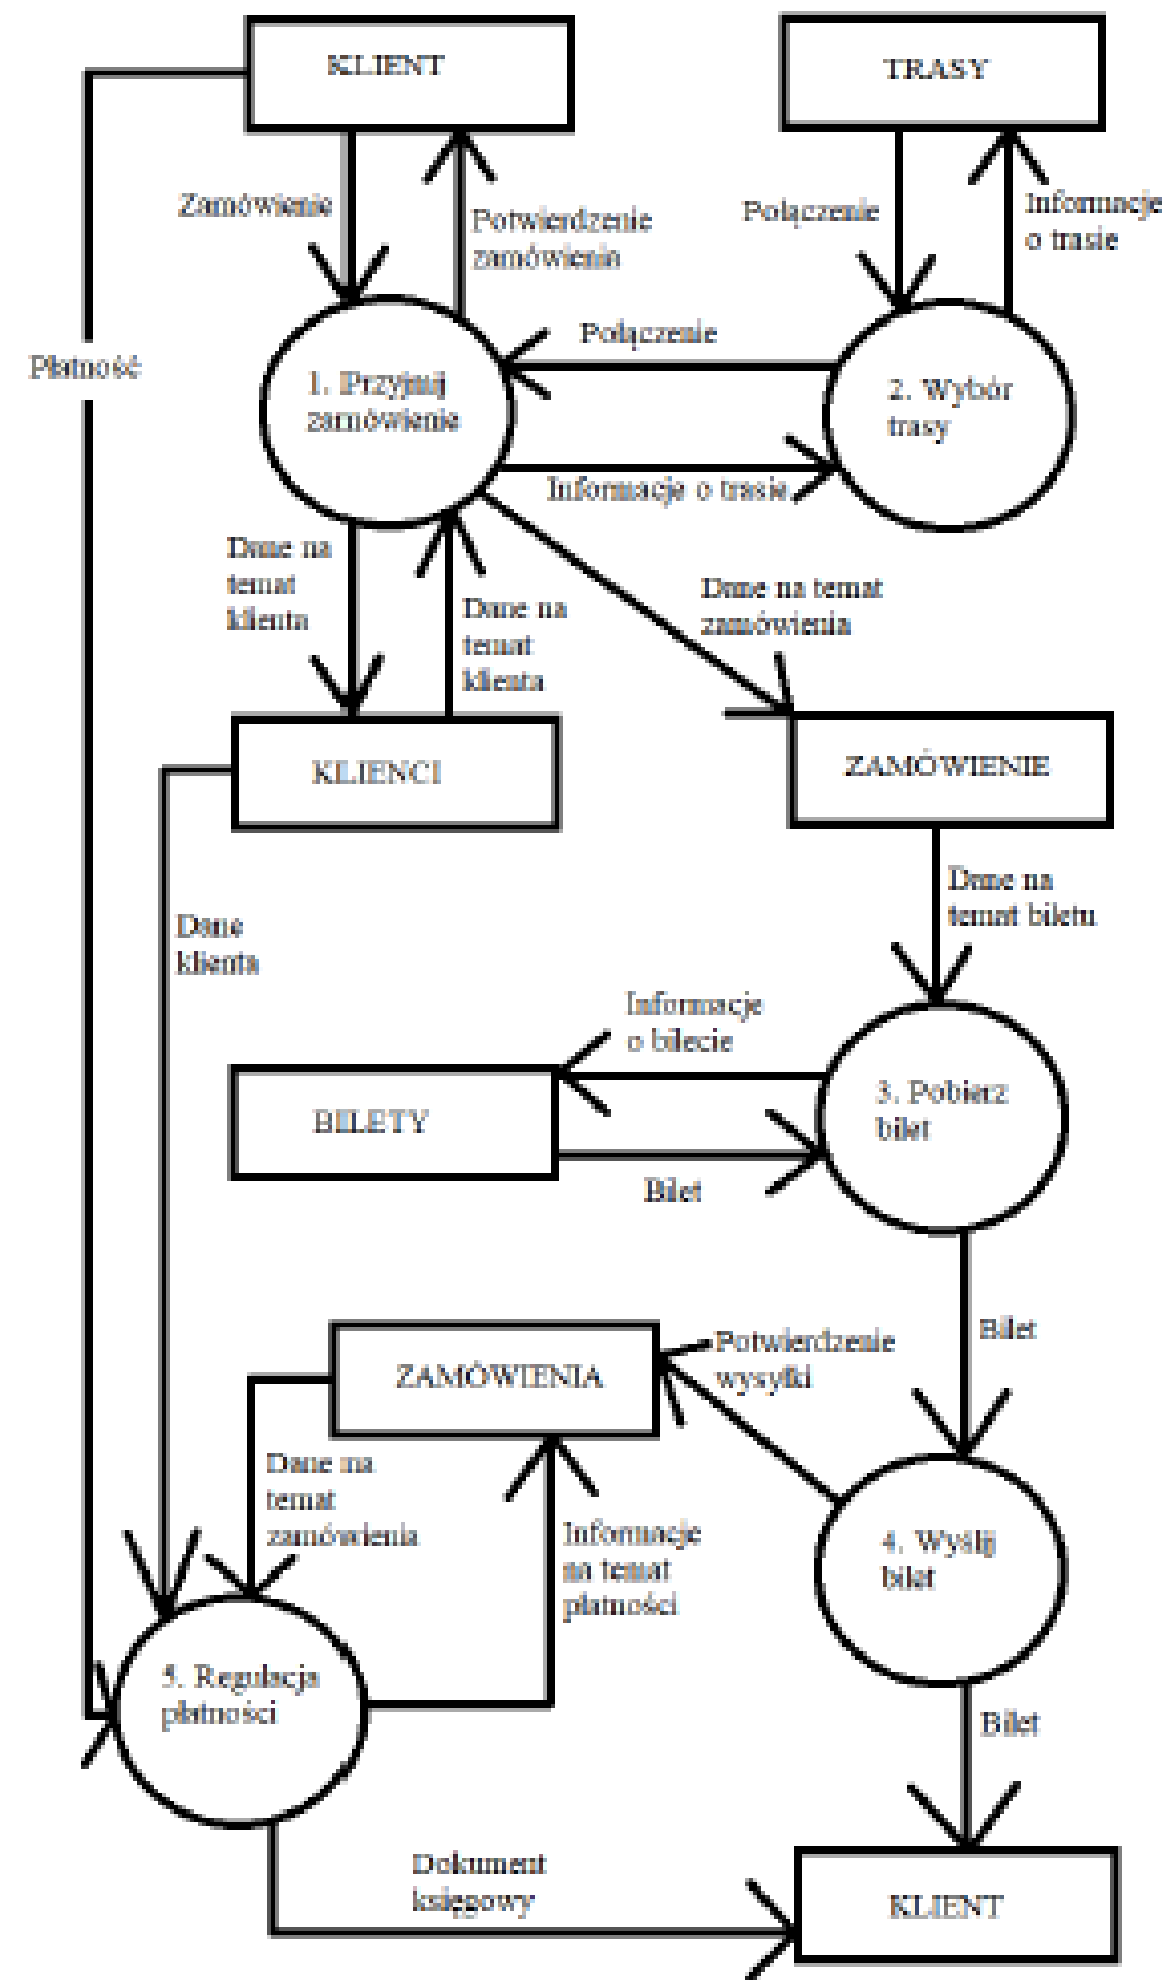 KLIENT
TRASY
Zamówienie
Potwierdzenie
zamówienia
Połączenie
Informacje
o trasie
Płatność
Połączenie
1. Przyjmij
zamówienie
2. Wybór
trasy
Informacje o trasie
Dane na
temat
klienta
Dane na
temat
klienta
Dane na temat
zamówienia
KLIENCI
ZAMÓWIENIE
Dane
klienta
Dane na
temat biletu
Informacje
o bilecie
BILETY
3. Pobierz
bilet
Bilet
ZAMÓWIENIA
Potwierdzenie
wysyłki
Bilet
Dane na
temat
zamówienia
Informacje
na temat
płatności
4. Wyślij
bilet
5. Regulacja
płatności
Bilet
Dokument
księgowy
KLIENT